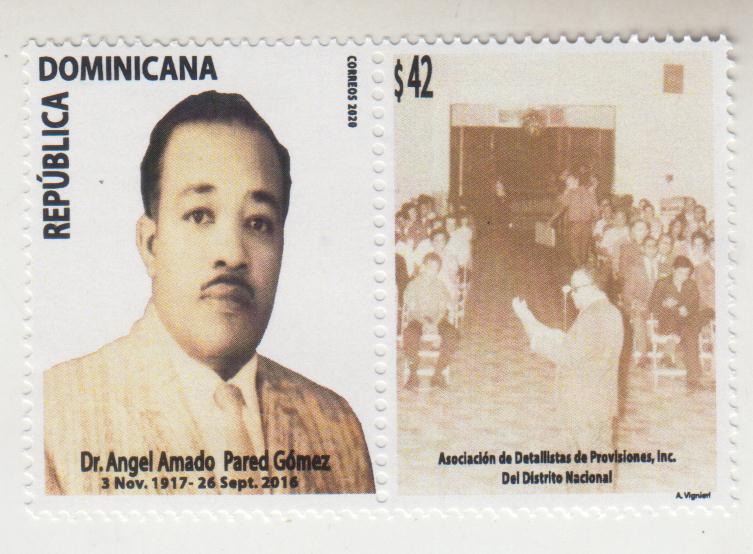 REPÚBLICA
DOMINICANA
CORREOS 2020
Dr. Angel Amado Pared Gómez
3 Nov. 1917- 26 Sept. 2016
$ 42
Asociación de Detallistas de Provisiones, Inc.
Del Distrito Nacional
A. Vignieri